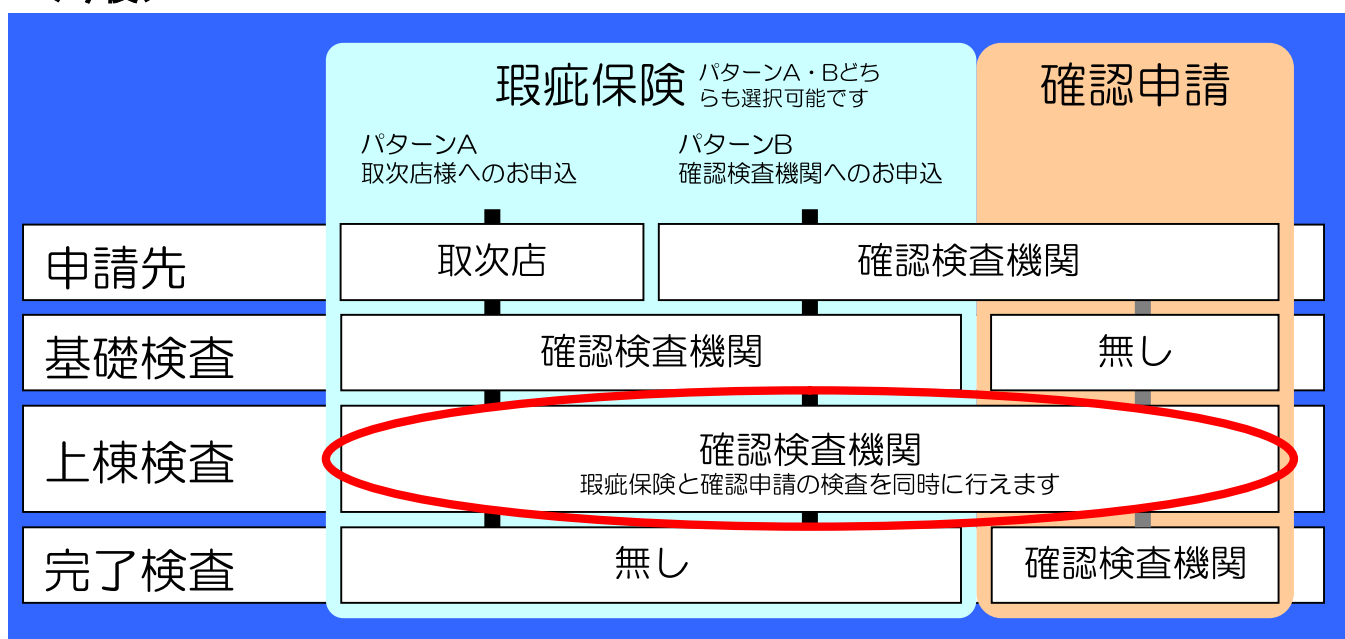 瑕疵保険
パターンA・Bどち
らも選択可能です
確認申請
パターンA
取次店様へのお申込
パターンB
確認検査機関へのお申込
申請先
取次店
確認検査機関
基礎検査
確認検査機関
無し
上棟検査
確認検査機関
瑕疵保険と確認申請の検査を同時に行えます
完了検査
無し
確認検査機関